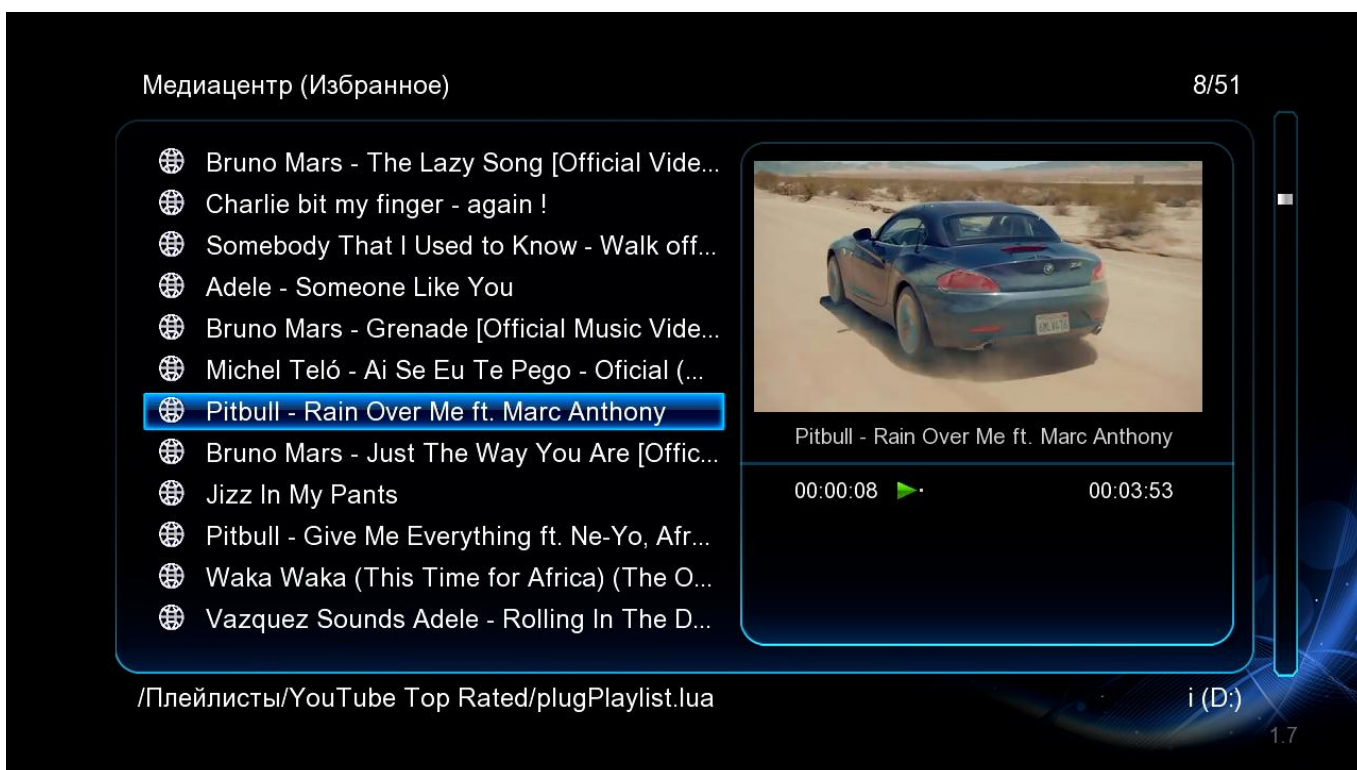 Медиацентр (Избранное) 8/51
Bruno Mars - The Lazy Song [Official Vide...
Charlie bit my finger - again !
Somebody That I Used to Know - Walk off...
Adele - Someone Like You
Bruno Mars - Grenade [Official Music Vide...
Michel Teló - Ai Se Eu Te Pego - Oficial (...
Pitbull - Rain Over Me ft. Marc Anthony
Bruno Mars - Just The Way You Are [Offic...
Jizz In My Pants
Pitbull - Give Me Everything ft. Ne-Yo, Afr...
Waka Waka (This Time for Africa) (The O...
Vazquez Sounds Adele - Rolling In The D...
Pitbull - Rain Over Me ft. Marc Anthony
00:00:08 00:03:53
/Плейлисты/YouTube Top Rated/plugPlaylist.lua i (D:)
1.7